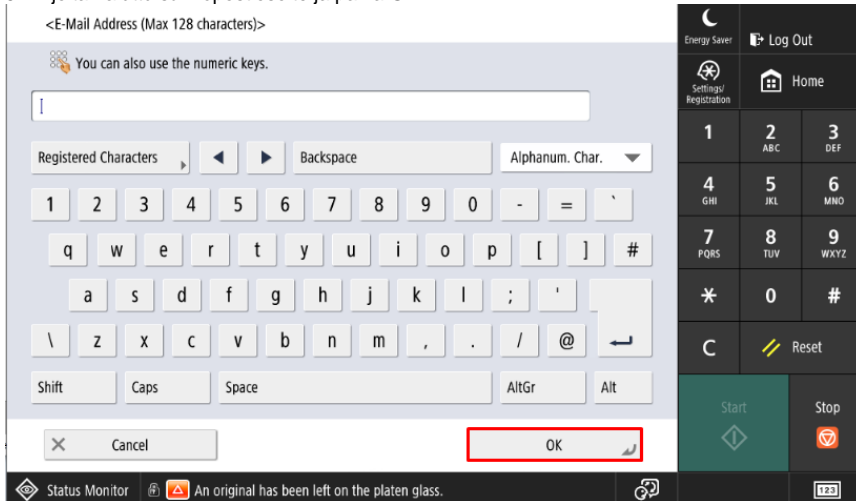 <E-Mail Address (Max 128 characters)>
You can also use the numeric keys.
Registered Characters
Backspace
Alphanum. Char.
1 2 3 4 5 6 7 8 9 0 - = `
q w e r t y u i o p [ ] #
a s d f g h j k l ; '
\ z x c v b n m , . / @
Shift Caps Space AltGr Alt
Cancel
OK
Status Monitor
An original has been left on the platen glass.
Energy Saver
Log Out
Settings/
Registration
Home
1 2 3
ABC DEF
4 5 6
GHI JKL MNO
7 8 9
PQRS TUV WXYZ
* 0 #
C
Reset
Start
Stop
123